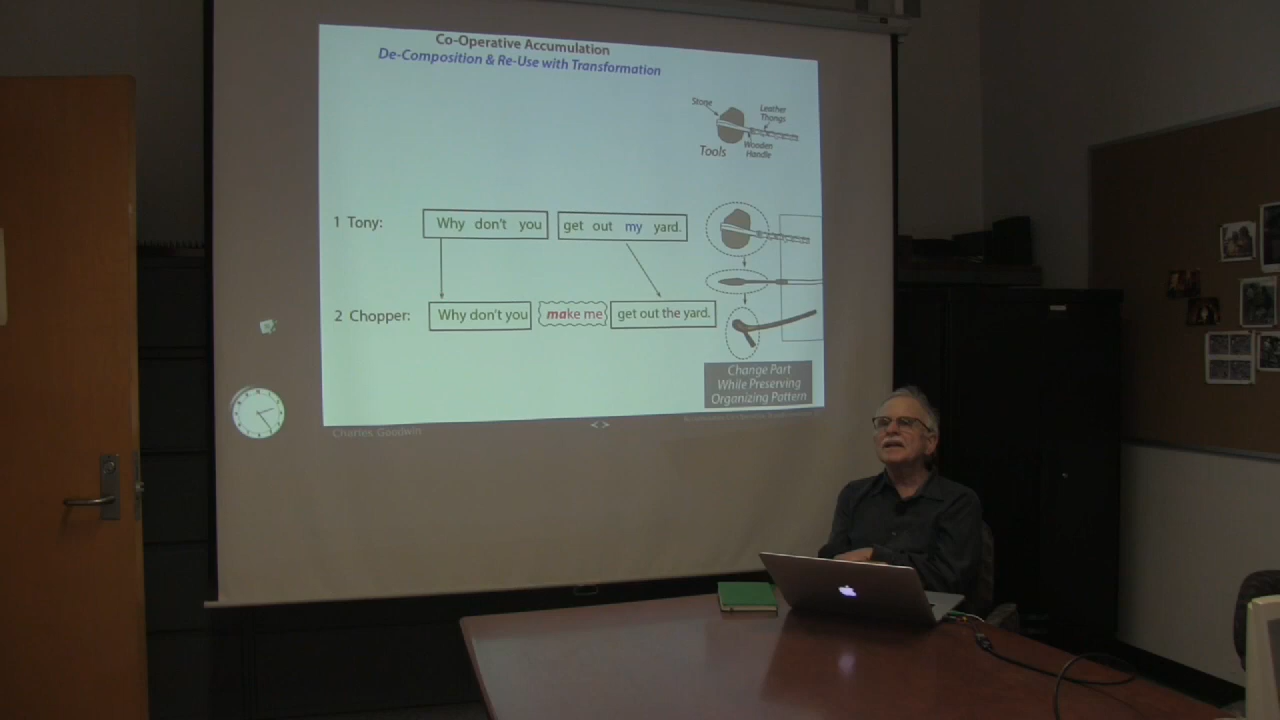 Co-Operative Accumulation
De-Composition & Re-Use with Transformation
Stone
Leather
Thongs
Tools
Wooden
Handle
1 Tony: Why don't you get out my yard.
2 Chopper: Why don't you make me get out the yard.
Change Part
While Preserving
Organizing Pattern
Charles Goodwin
< >